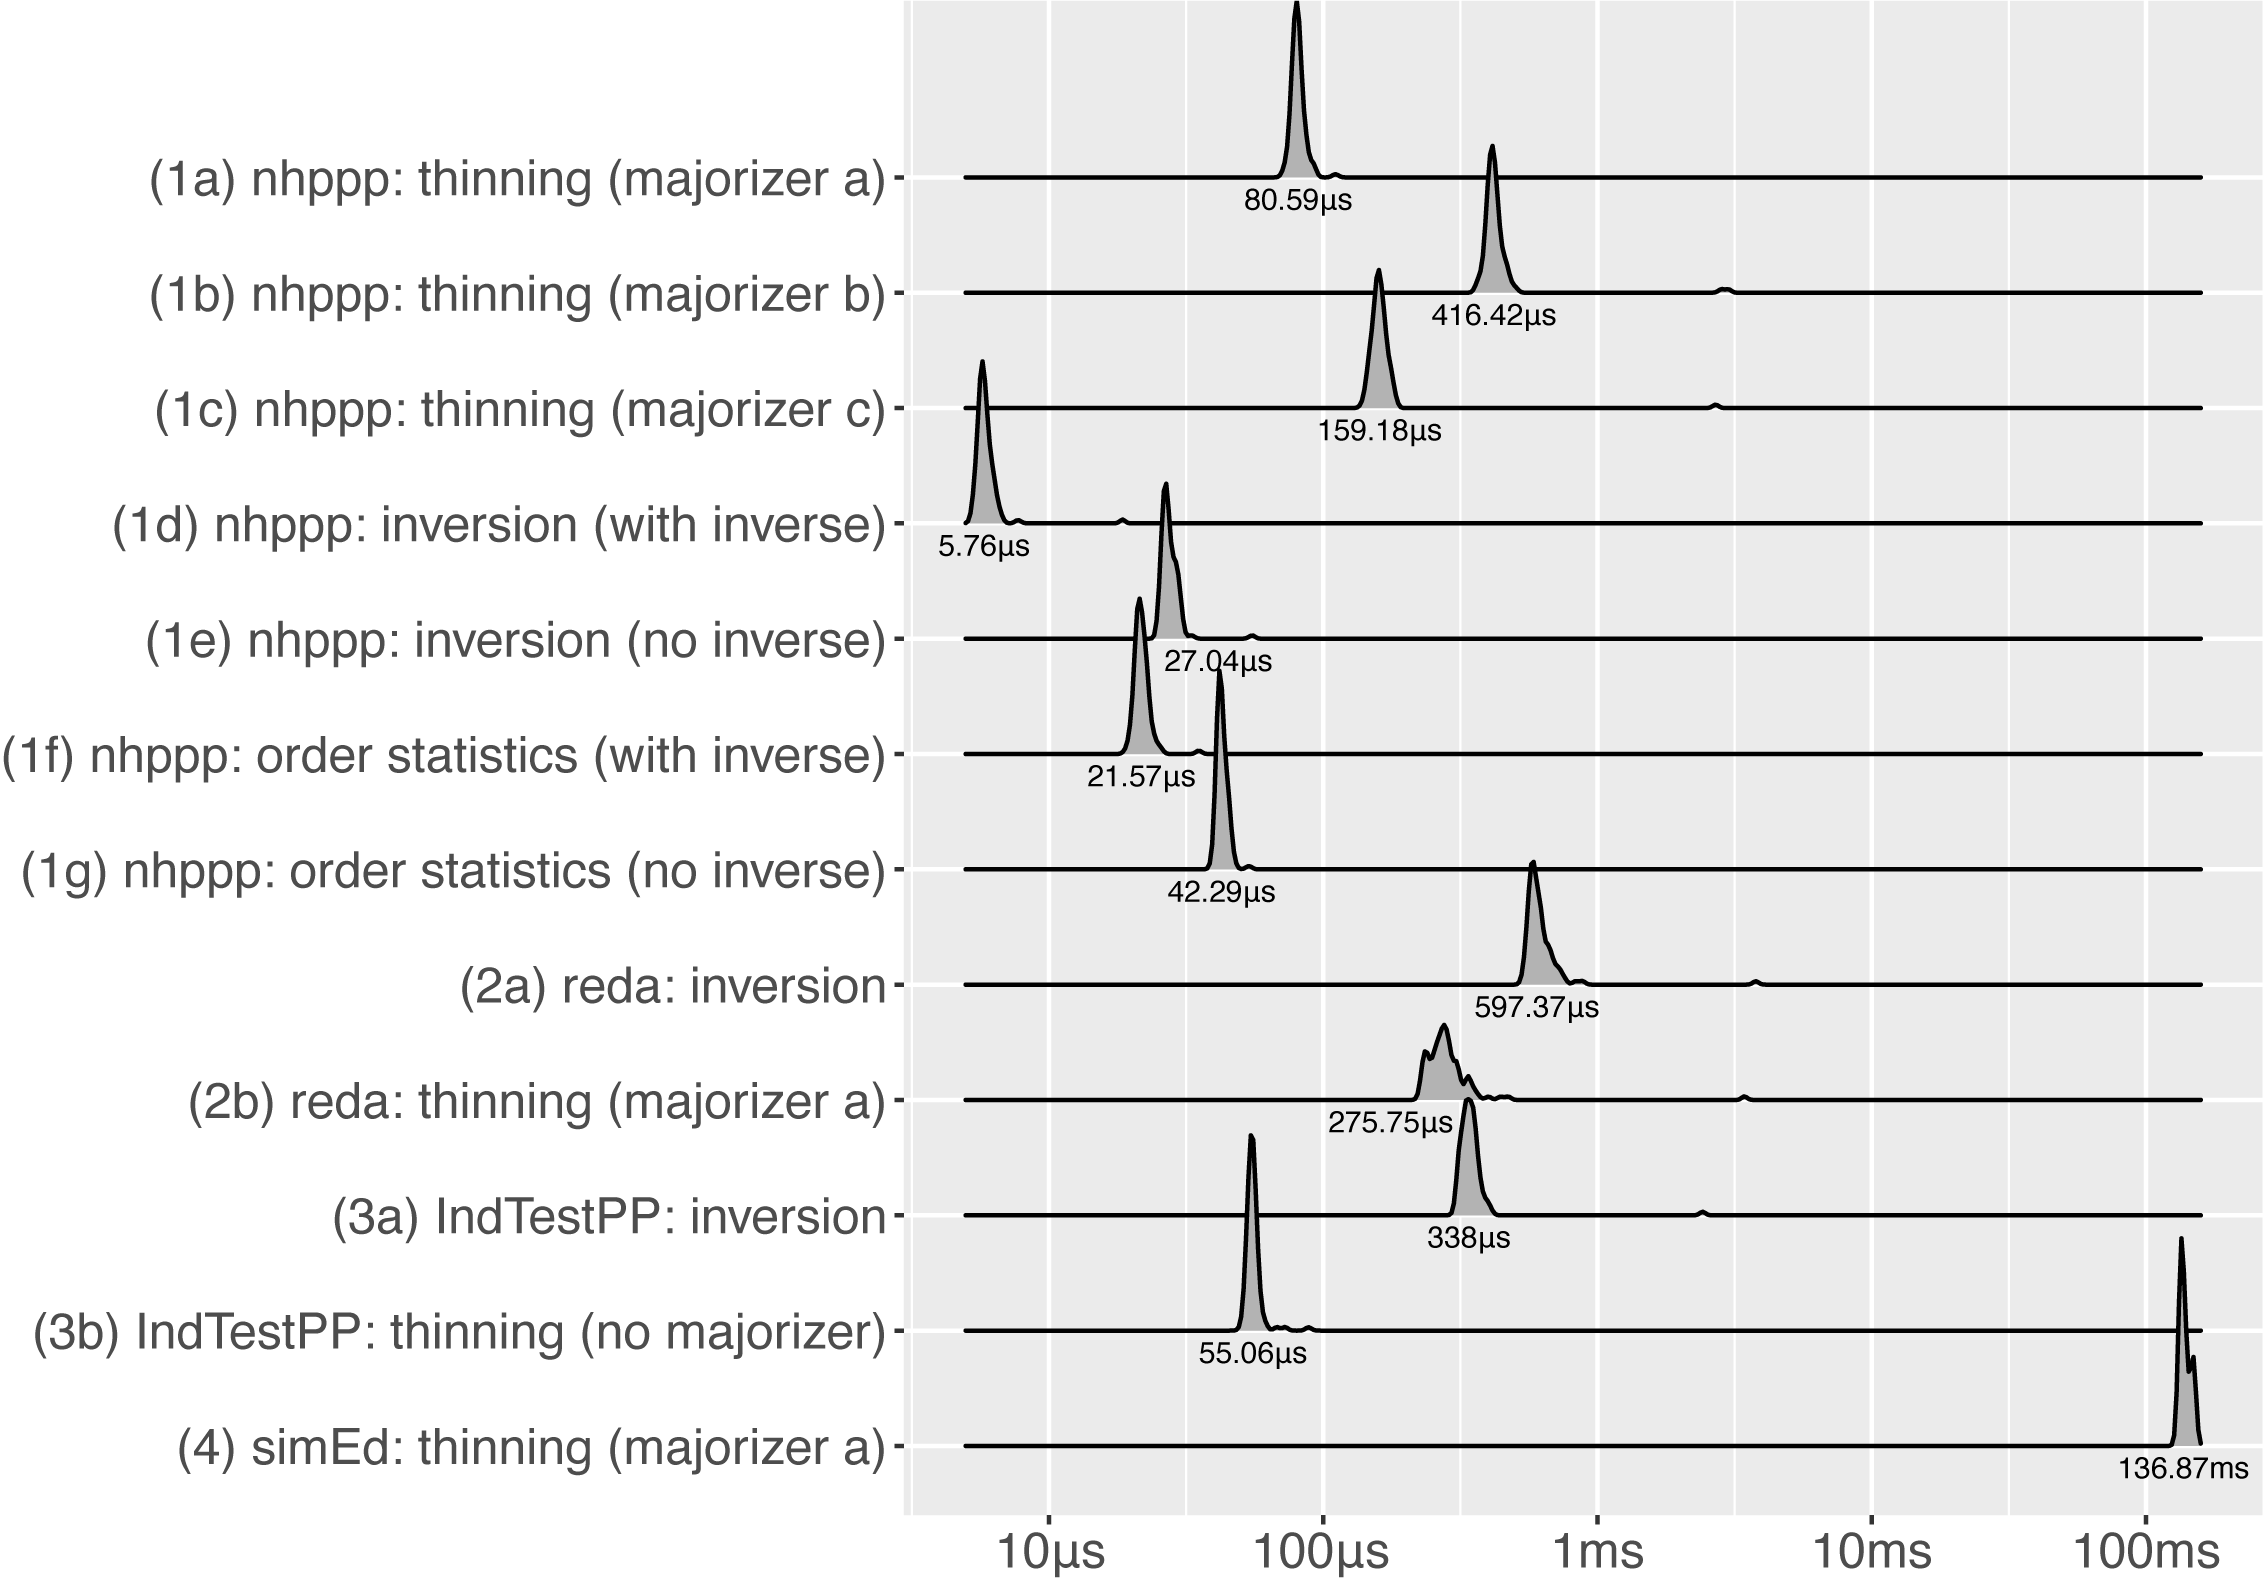 (1a) nhppp: thinning (majorizer a)
80.59µs
(1b) nhppp: thinning (majorizer b)
416.42µs
(1c) nhppp: thinning (majorizer c)
159.18µs
(1d) nhppp: inversion (with inverse)
5.76µs
(1e) nhppp: inversion (no inverse)
27.04µs
(1f) nhppp: order statistics (with inverse)
21.57µs
(1g) nhppp: order statistics (no inverse)
42.29µs
(2a) reda: inversion
597.37µs
(2b) reda: thinning (majorizer a)
275.75µs
(3a) IndTestPP: inversion
338µs
(3b) IndTestPP: thinning (no majorizer)
55.06µs
(4) simEd: thinning (majorizer a)
136.87ms
10µs 100µs 1ms 10ms 100ms